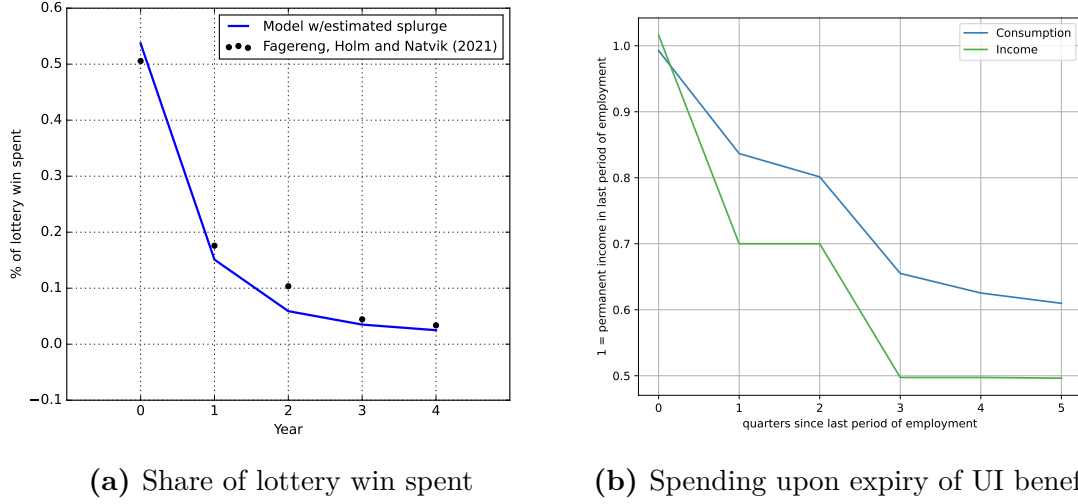 0.6
0.5
0.4
0.3
0.2
0.1
0.0
−0.1
% of lottery win spent
Model w/estimated splurge
Fagereng, Holm and Natvik (2021)
0 1 2 3 4
Year
(a) Share of lottery win spent
1.0
0.9
0.8
0.7
0.6
0.5
1 = permanent income in last period of employment
Consumption
Income
0 1 2 3 4 5
quarters since last period of employment
(b) Spending upon expiry of UI benef